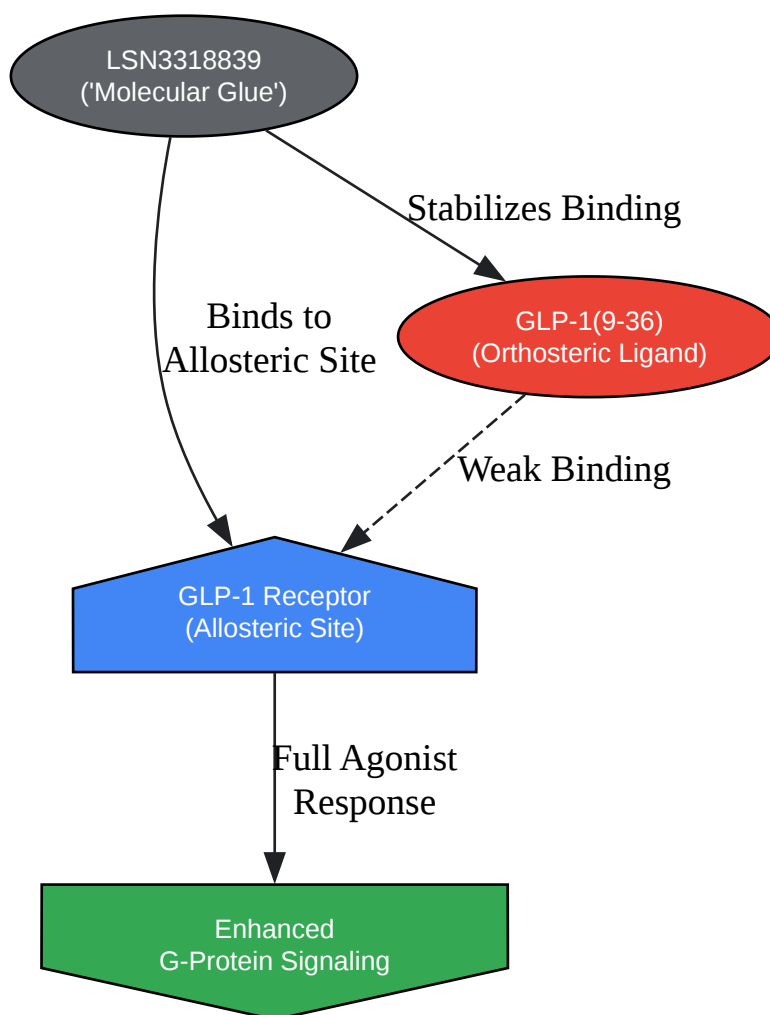 LSN3318839
('Molecular Glue')
Stabilizes Binding
Binds to
Allosteric Site
GLP-1(9-36)
(Orthosteric Ligand)
Weak Binding
GLP-1 Receptor
(Allosteric Site)
Full Agonist
Response
Enhanced
G-Protein Signaling